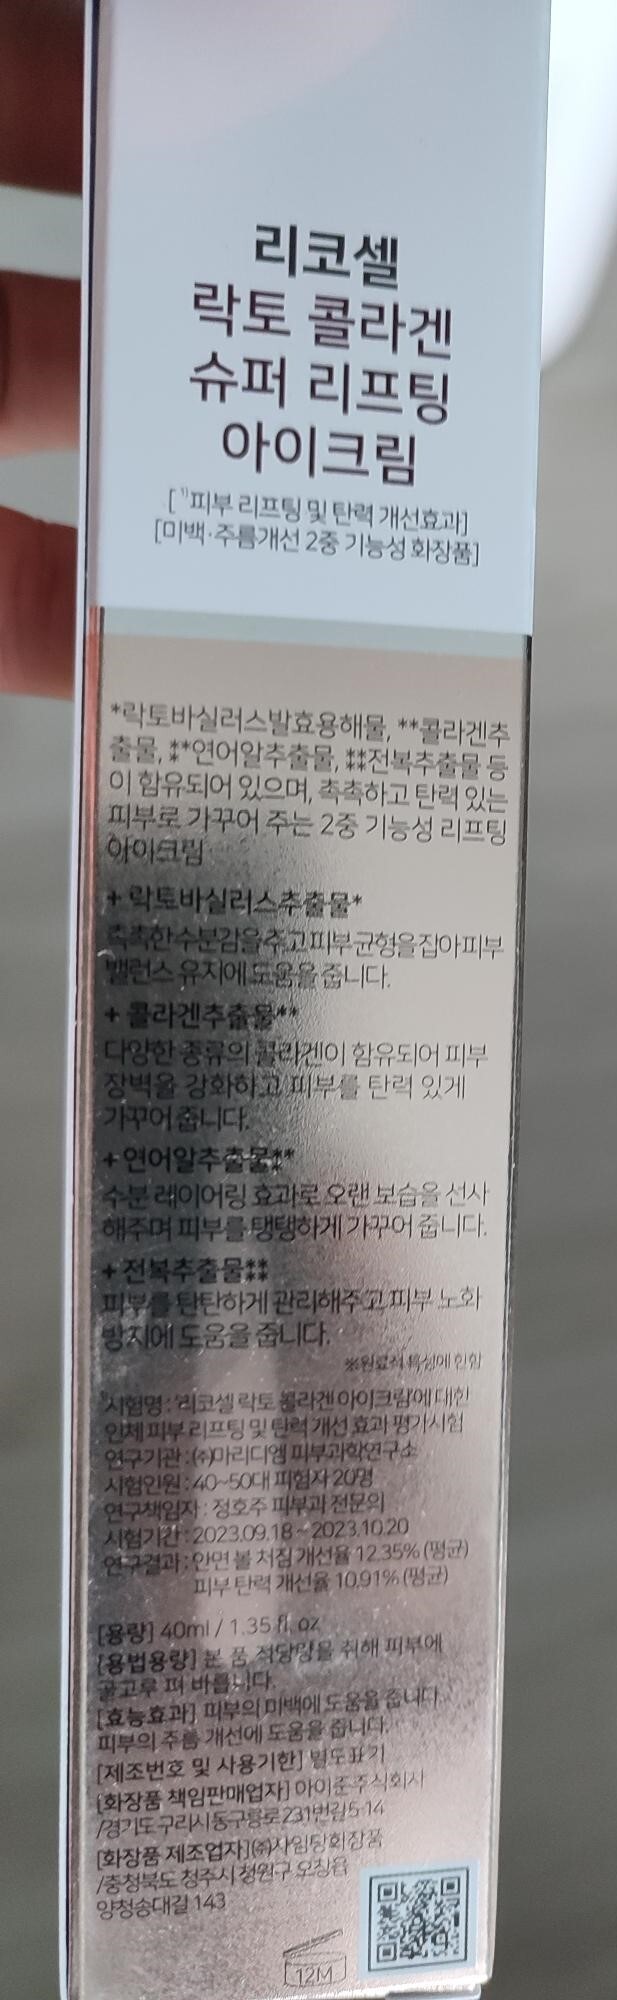 리코셀
락토 콜라겐
슈퍼 리프팅
아이크림
[¹⁾피부 리프팅 및 탄력 개선효과]
[미백·주름개선 2중 기능성 화장품]
*락토바실러스발효용해물, **콜라겐추
출물, ⁑**연어알추출물, ⁑⁑전복추출물 등
이 함유되어 있으며, 촉촉하고 탄력 있는
피부로 가꾸어 주는 2중 기능성 리프팅
아이크림
+ 락토바실러스추출물*
촉촉한 수분감을 주고 피부 균형을 잡아 피부
밸런스 유지에 도움을 줍니다.
+ 콜라겐추출물**
다양한 종류의 콜라겐이 함유되어 피부
장벽을 강화하고 피부를 탄력 있게
가꾸어 줍니다.
+ 연어알추출물⁑**
수분 레이어링 효과로 오랜 보습을 선사
해주며 피부를 탱탱하게 가꾸어 줍니다.
+ 전복추출물⁑⁑
피부를 탄탄하게 관리해주고 피부 노화
방지에 도움을 줍니다.
※원료적 특성에 한함
¹⁾시험명 : '리코셀 락토 콜라겐 아이크림'에 대한
인체 피부 리프팅 및 탄력 개선 효과 평가시험
연구기관 : ㈜마리디엠 피부과학연구소
시험인원 : 40~50대 피험자 20명
연구책임자 : 정호주 피부과 전문의
시험기간 : 2023.09.18 ~ 2023.10.20
연구결과 : 안면 볼 처짐 개선율 12.35% (평균)
피부 탄력 개선율 10.91% (평균)
[용량] 40ml / 1.35 fl. oz
[용법용량] 본 품 적당량을 취해 피부에
골고루 펴 바릅니다.
[효능효과] 피부의 미백에 도움을 줍니다.
피부의 주름 개선에 도움을 줍니다.
[제조번호 및 사용기한] 별도표기
[화장품 책임판매업자] 아이준주식회사
/경기도 구리시 동구릉로231번길 5-14
[화장품 제조업자] ㈜사임당화장품
/충청북도 청주시 청원구 오창읍
양청송대길 143
12M